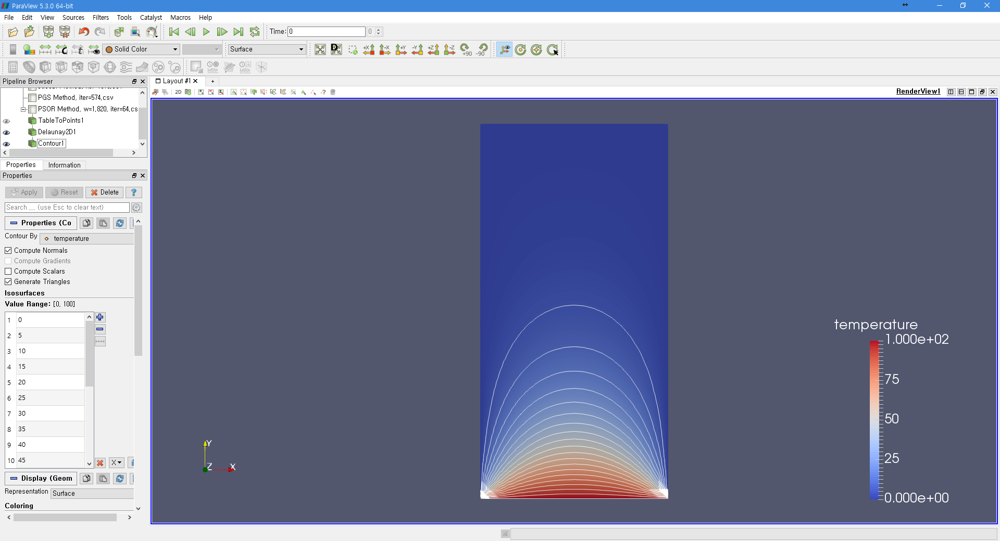 ParaView 5.3.0 64-bit
File Edit View Sources Filters Tools Catalyst Macros Help
Time: 0 0
Solid Color Surface +X -X +Y -Y +Z -Z +90 -90
Pipeline Browser
Layout #1
+
2D
RenderView1
PGS Method, iter=574.csv
PSOR Method, w=1.820, iter=64.cs
TableToPoints1
Delaunay2D1
Contour1
Properties Information
Properties
Apply Reset Delete ?
Search ... (use Esc to clear text)
Properties (Co
Contour By temperature
Compute Normals
Compute Gradients
Compute Scalars
Generate Triangles
Isosurfaces
Value Range: [0, 100]
1 0
2 5
3 10
4 15
5 20
6 25
7 30
8 35
9 40
10 45
X
Display (Geom
Representation Surface
Coloring
Y
Z X
temperature
1.000e+02
75
50
25
0.000e+00